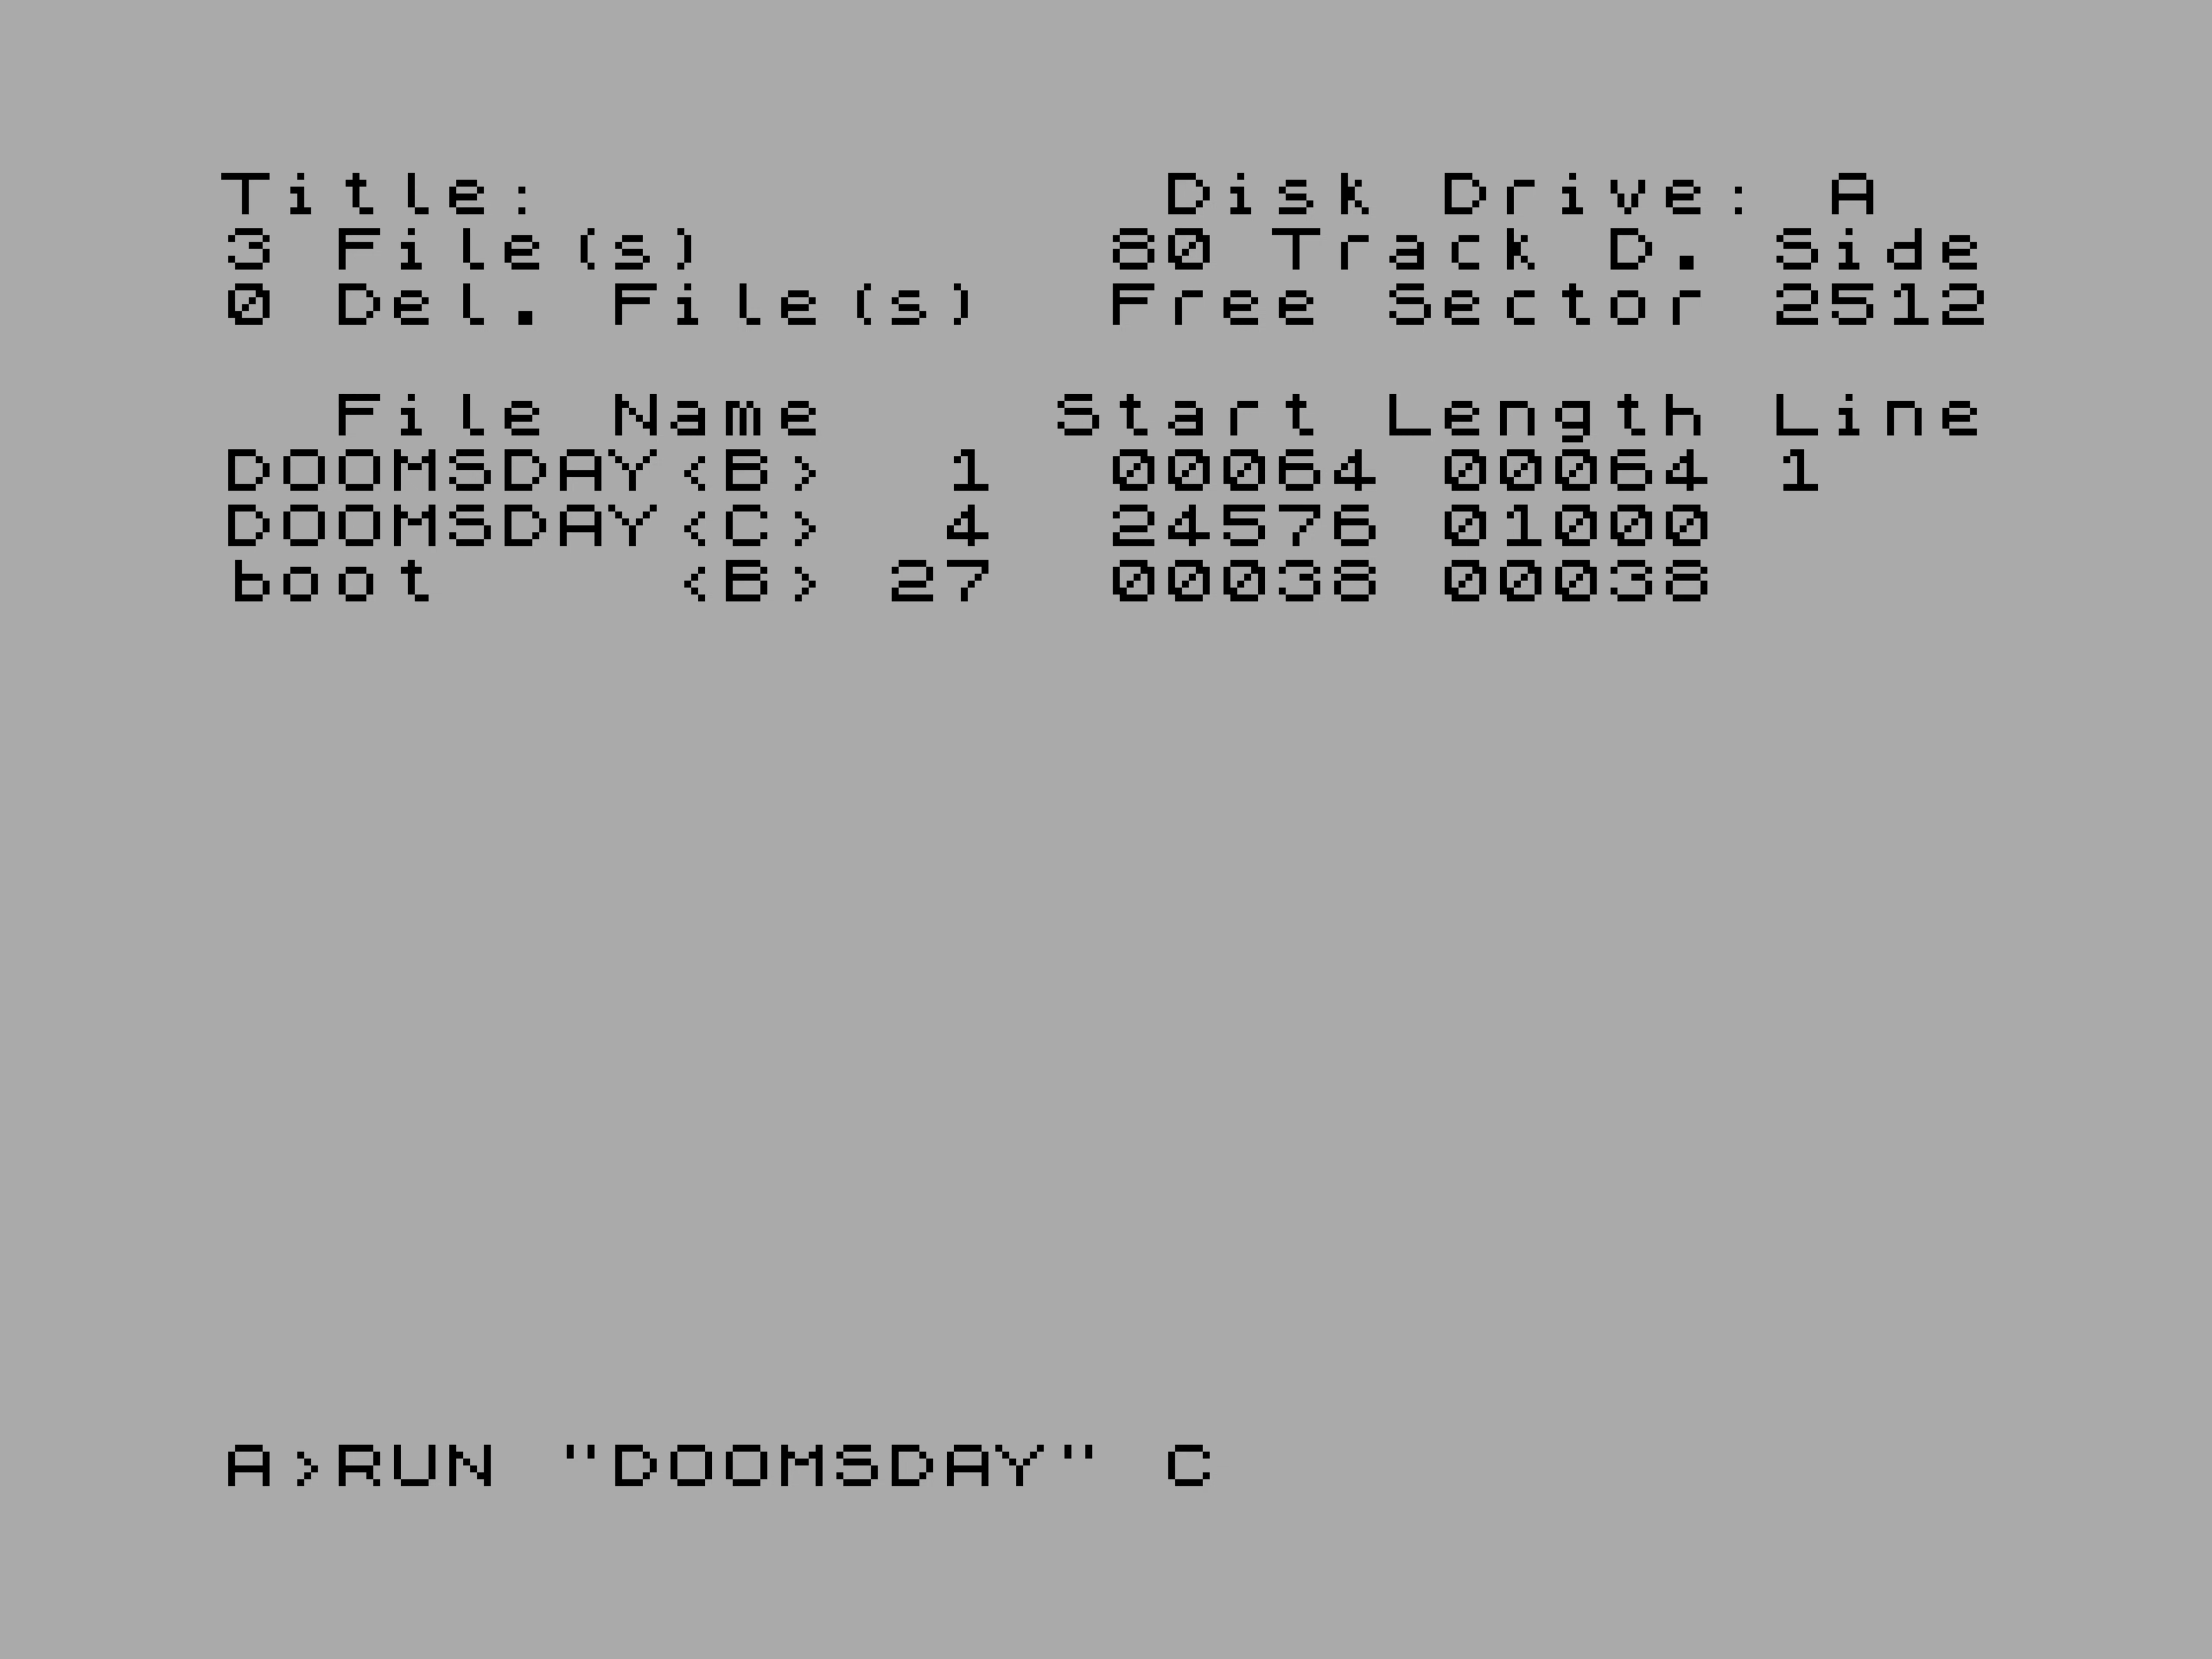 Title:            Disk Drive: A
3 File(s)        80 Track D. Side
0 Del. File(s)   Free Sector 2512
  File Name     Start Length Line
DOOMSDAY<B>  1  00064 00064 1
DOOMSDAY<C>  4  24576 01000
boot    <B> 27  00038 00038
A>RUN "DOOMSDAY" C